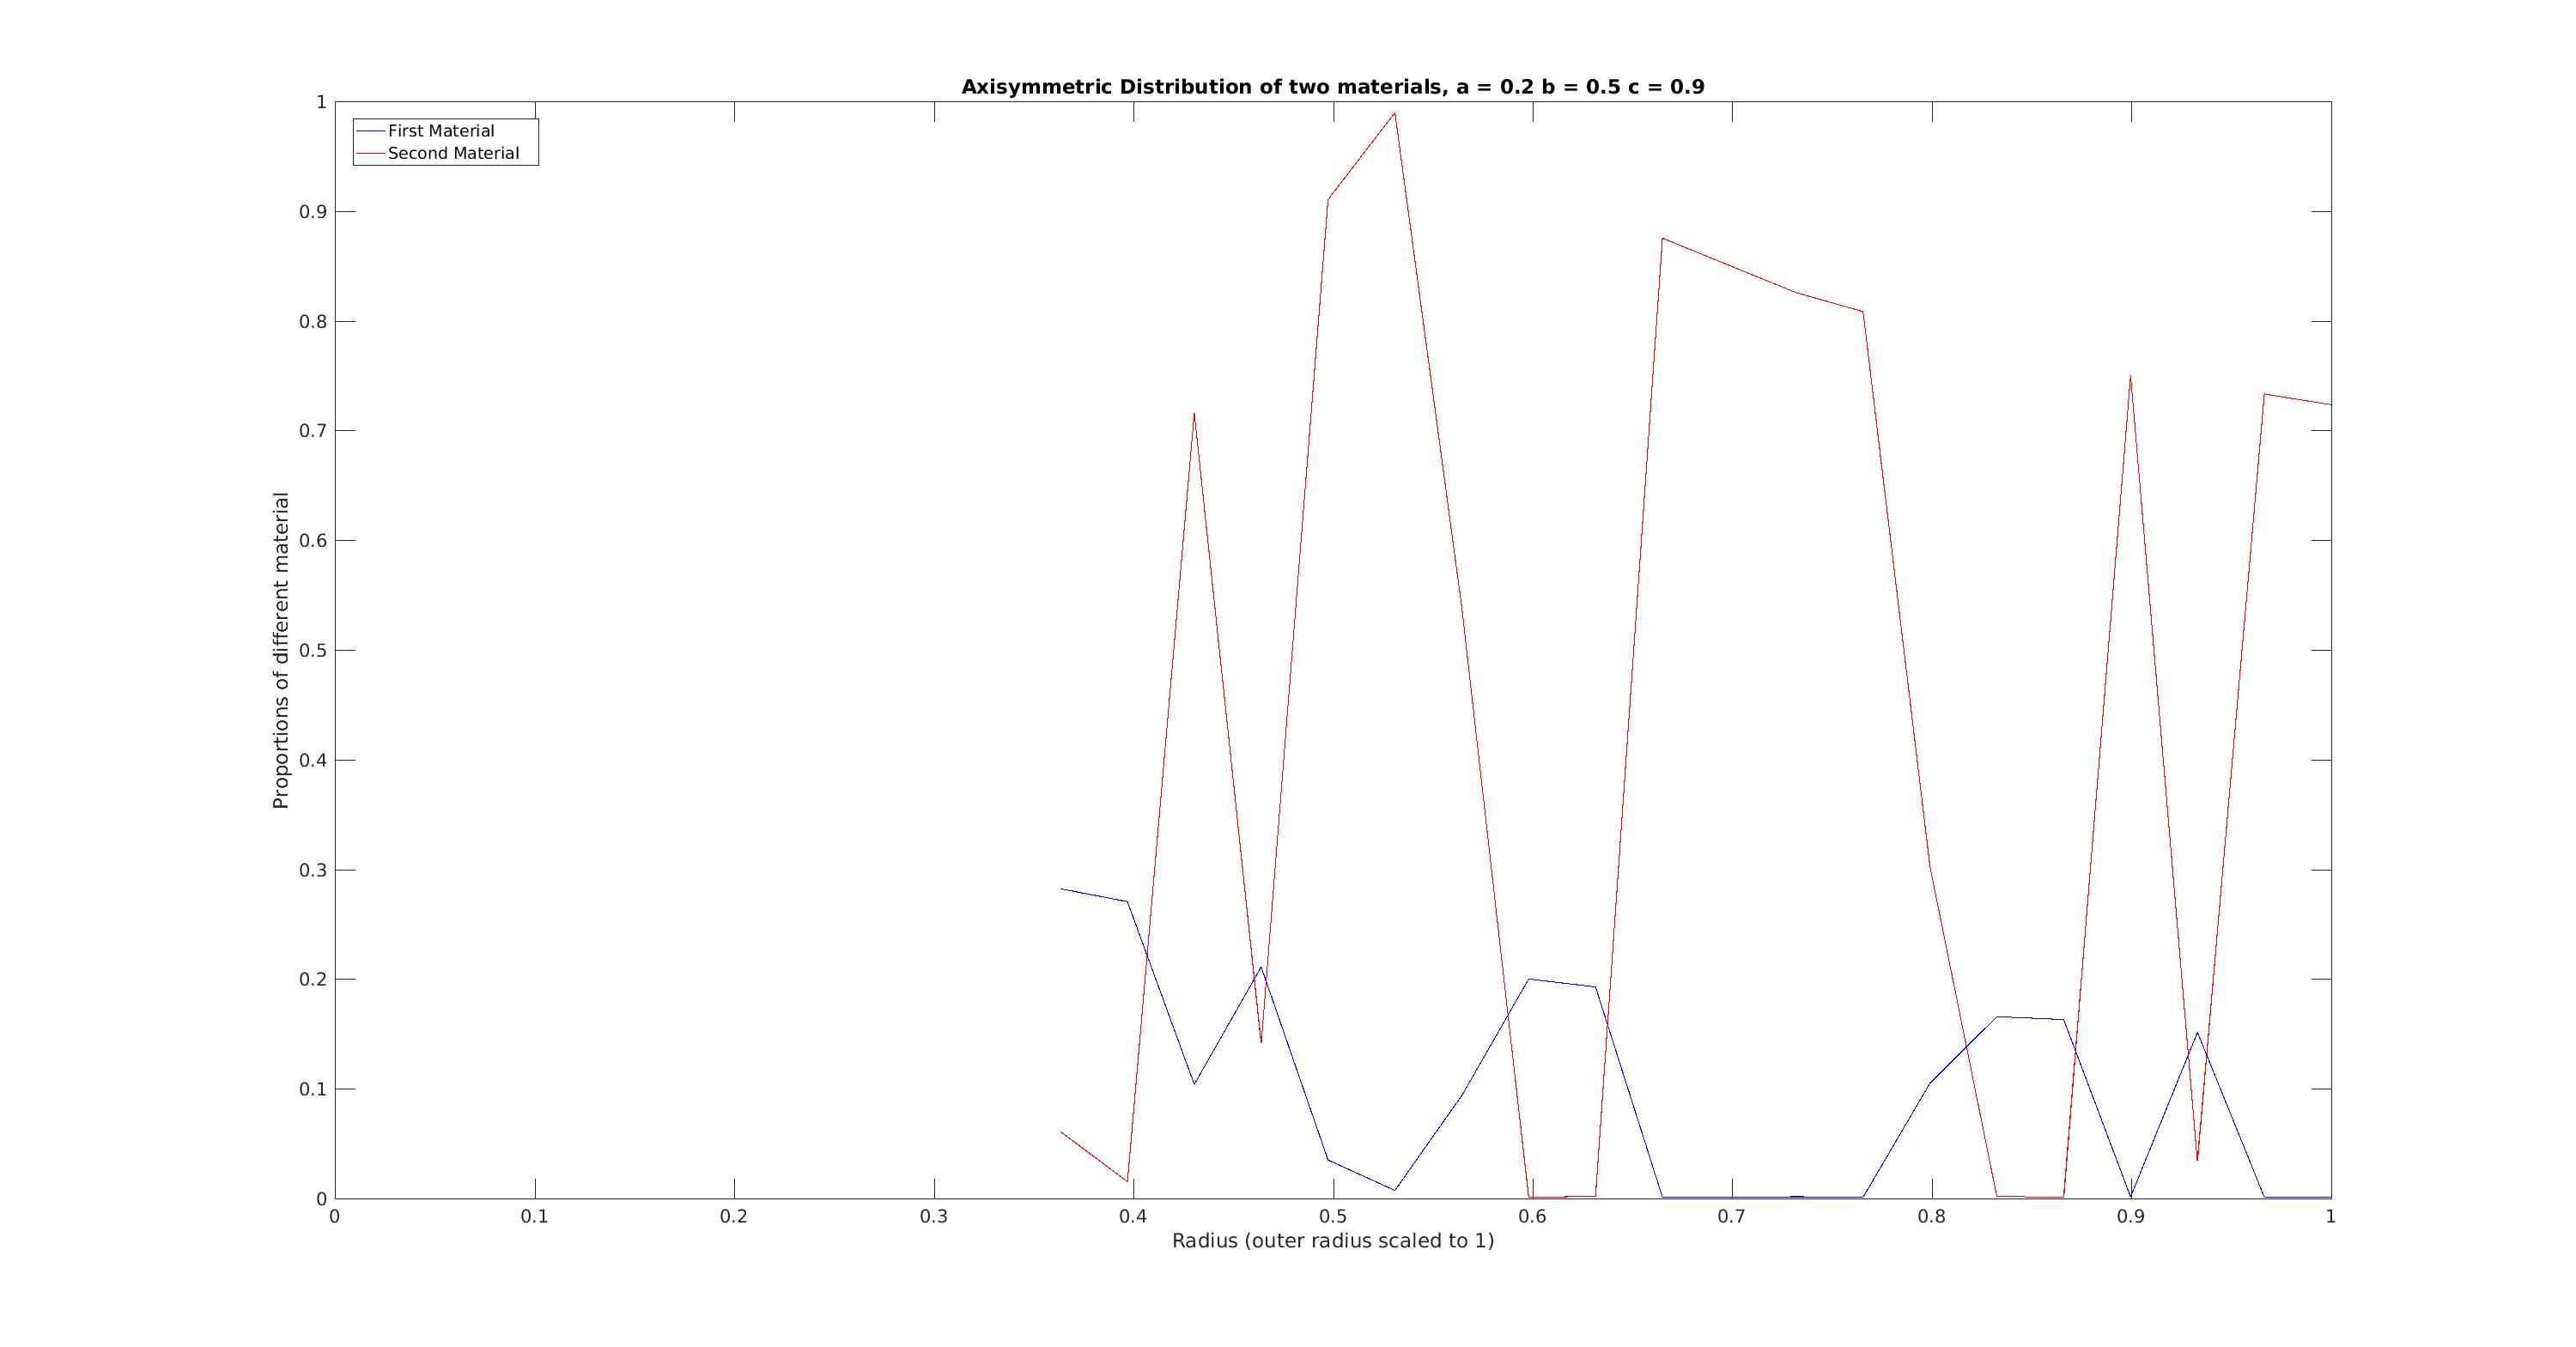 Axisymmetric Distribution of two materials, a = 0.2 b = 0.5 c = 0.9
First Material
Second Material
1
0.9
0.8
0.7
0.6
0.5
0.4
0.3
0.2
0.1
0
Proportions of different material
0 0.1 0.2 0.3 0.4 0.5 0.6 0.7 0.8 0.9 1
Radius (outer radius scaled to 1)